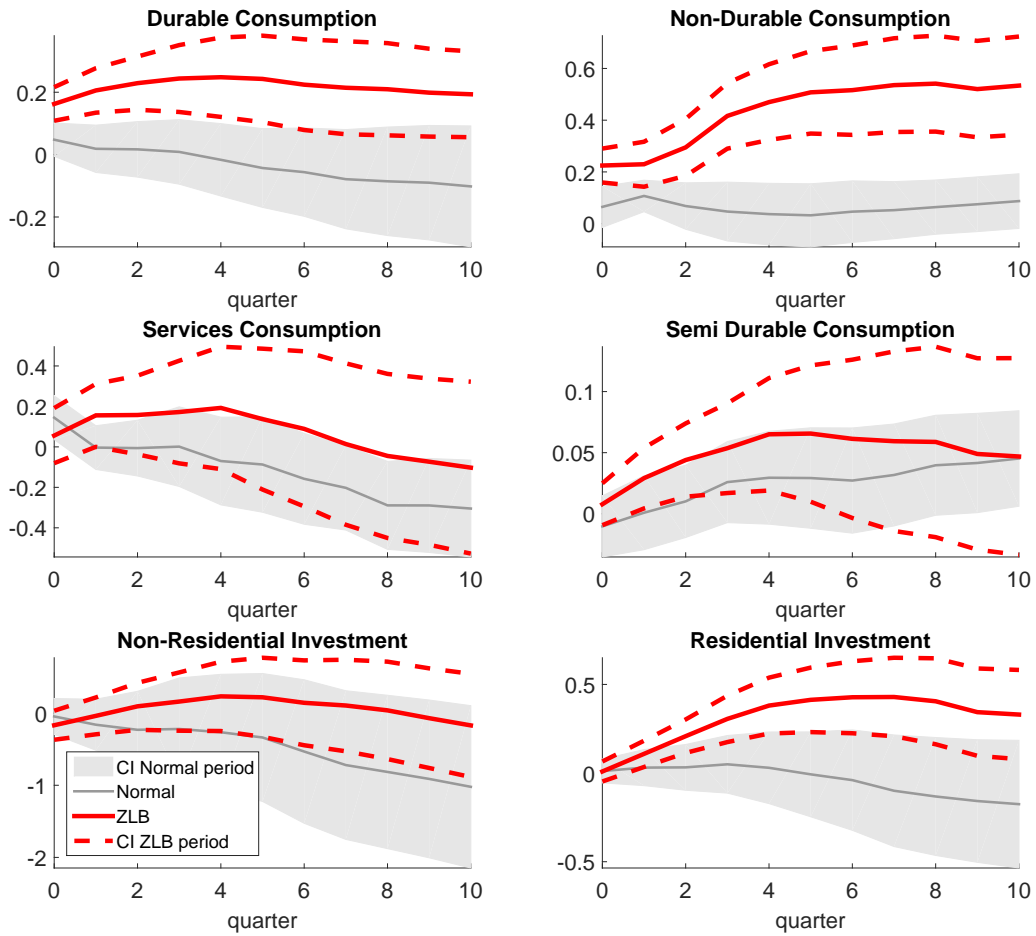 Durable Consumption
0.2
0
-0.2
0 2 4 6 8 10
quarter
Non-Durable Consumption
0.6
0.4
0.2
0
0 2 4 6 8 10
quarter
Services Consumption
0.4
0.2
0
-0.2
-0.4
0 2 4 6 8 10
quarter
Semi Durable Consumption
0.1
0.05
0
0 2 4 6 8 10
quarter
Non-Residential Investment
0
-1
-2
CI Normal period
Normal
ZLB
CI ZLB period
0 2 4 6 8 10
quarter
Residential Investment
0.5
0
-0.5
0 2 4 6 8 10
quarter